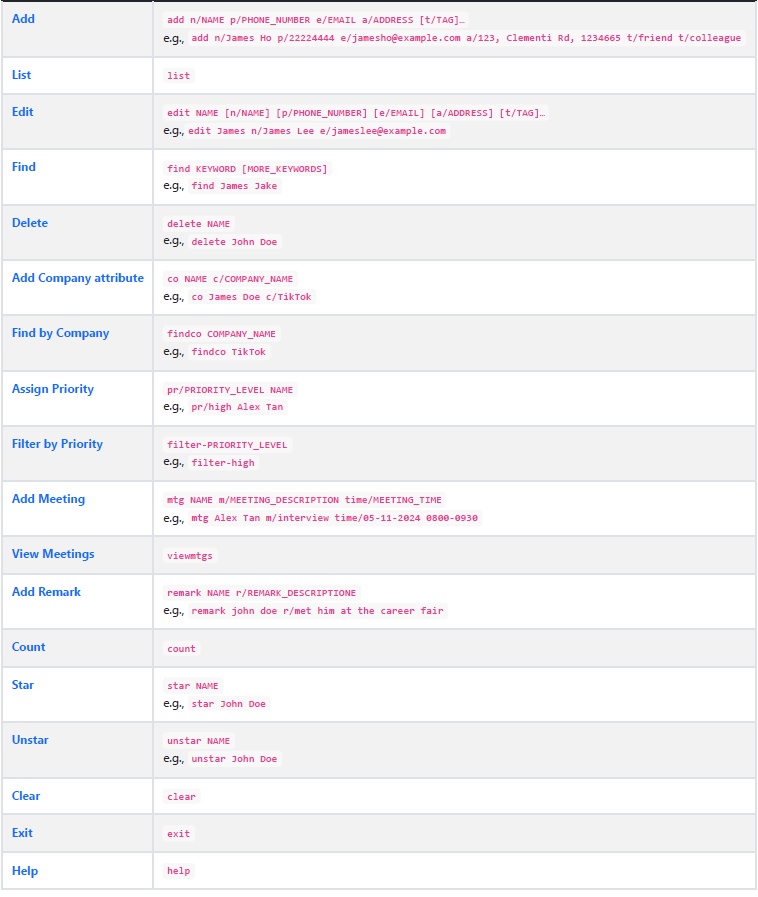 Add
add n/NAME p/PHONE_NUMBER e/EMAIL a/ADDRESS [t/TAG]…
e.g., add n/James Ho p/22224444 e/jamesho@example.com a/123, Clementi Rd, 1234665 t/friend t/colleague
List
list
Edit
edit NAME [n/NAME] [p/PHONE_NUMBER] [e/EMAIL] [a/ADDRESS] [t/TAG]…
e.g., edit James n/James Lee e/jameslee@example.com
Find
find KEYWORD [MORE_KEYWORDS]
e.g., find James Jake
Delete
delete NAME
e.g., delete John Doe
Add Company attribute
co NAME c/COMPANY_NAME
e.g., co James Doe c/TikTok
Find by Company
findco COMPANY_NAME
e.g., findco TikTok
Assign Priority
pr/PRIORITY_LEVEL NAME
e.g., pr/high Alex Tan
Filter by Priority
filter-PRIORITY_LEVEL
e.g., filter-high
Add Meeting
mtg NAME m/MEETING_DESCRIPTION time/MEETING_TIME
e.g., mtg Alex Tan m/interview time/05-11-2024 0800-0930
View Meetings
viewmtgs
Add Remark
remark NAME r/REMARK_DESCRIPTIONE
e.g., remark john doe r/met him at the career fair
Count
count
Star
star NAME
e.g., star John Doe
Unstar
unstar NAME
e.g., unstar John Doe
Clear
clear
Exit
exit
Help
help